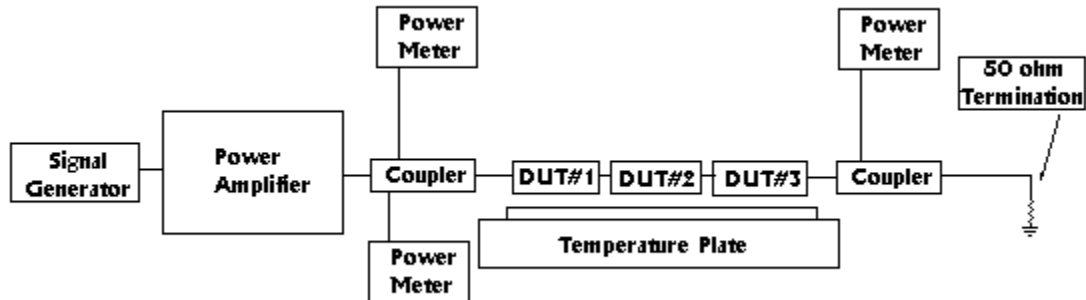 Power
Meter
Power
Meter
50 ohm
Termination
Signal
Generator
Power
Amplifier
Coupler
DUT#1
DUT#2
DUT#3
Coupler
Temperature Plate
Power
Meter